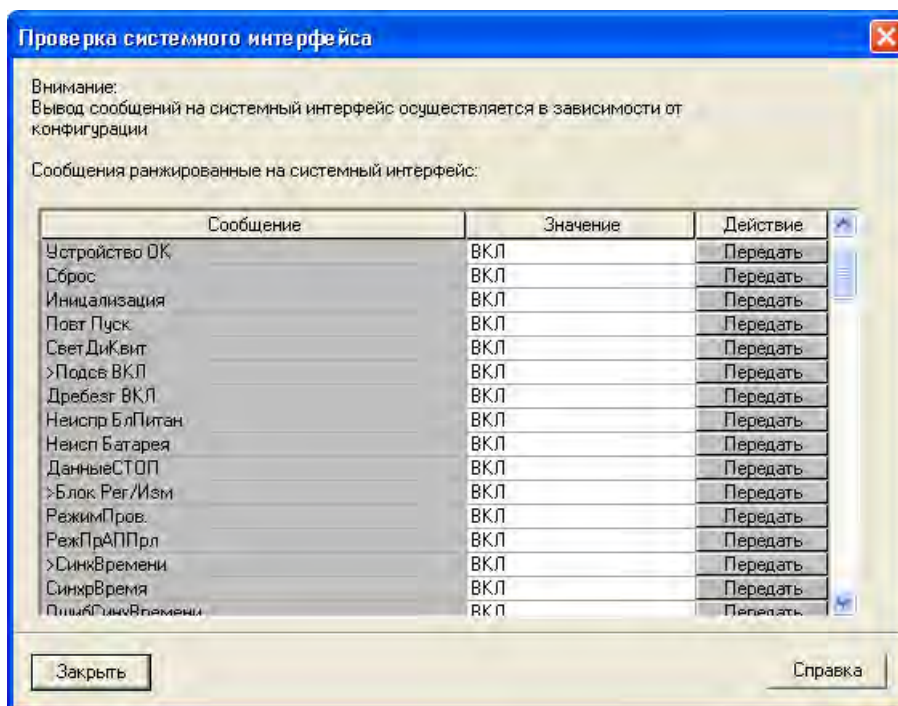 Проверка системного интерфейса
Внимание:
Вывод сообщений на системный интерфейс осуществляется в зависимости от
конфигурации
Сообщения ранжированные на системный интерфейс:
Сообщение Значение Действие
Устройство ОК ВКЛ Передать
Сброс ВКЛ Передать
Инициализация ВКЛ Передать
Повт Пуск ВКЛ Передать
СветДиКвит ВКЛ Передать
>Подсв ВКЛ ВКЛ Передать
Дребезг ВКЛ ВКЛ Передать
Неиспр БлПитан ВКЛ Передать
Неисп Батарея ВКЛ Передать
ДанныеСТОП ВКЛ Передать
>Блок Рег/Изм ВКЛ Передать
РежимПров. ВКЛ Передать
РежПрАППрл ВКЛ Передать
>СинхВремени ВКЛ Передать
СинхрВремя ВКЛ Передать
ОшибСинхВремени ВКЛ Передать
Закрыть Справка